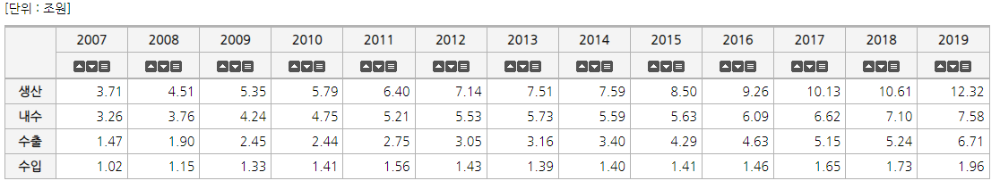 [단위 : 조원]
2007 2008 2009 2010 2011 2012 2013 2014 2015 2016 2017 2018 2019
생산 3.71 4.51 5.35 5.79 6.40 7.14 7.51 7.59 8.50 9.26 10.13 10.61 12.32
내수 3.26 3.76 4.24 4.75 5.21 5.53 5.73 5.59 5.63 6.09 6.62 7.10 7.58
수출 1.47 1.90 2.45 2.44 2.75 3.05 3.16 3.40 4.29 4.63 5.15 5.24 6.71
수입 1.02 1.15 1.33 1.41 1.56 1.43 1.39 1.40 1.41 1.46 1.65 1.73 1.96